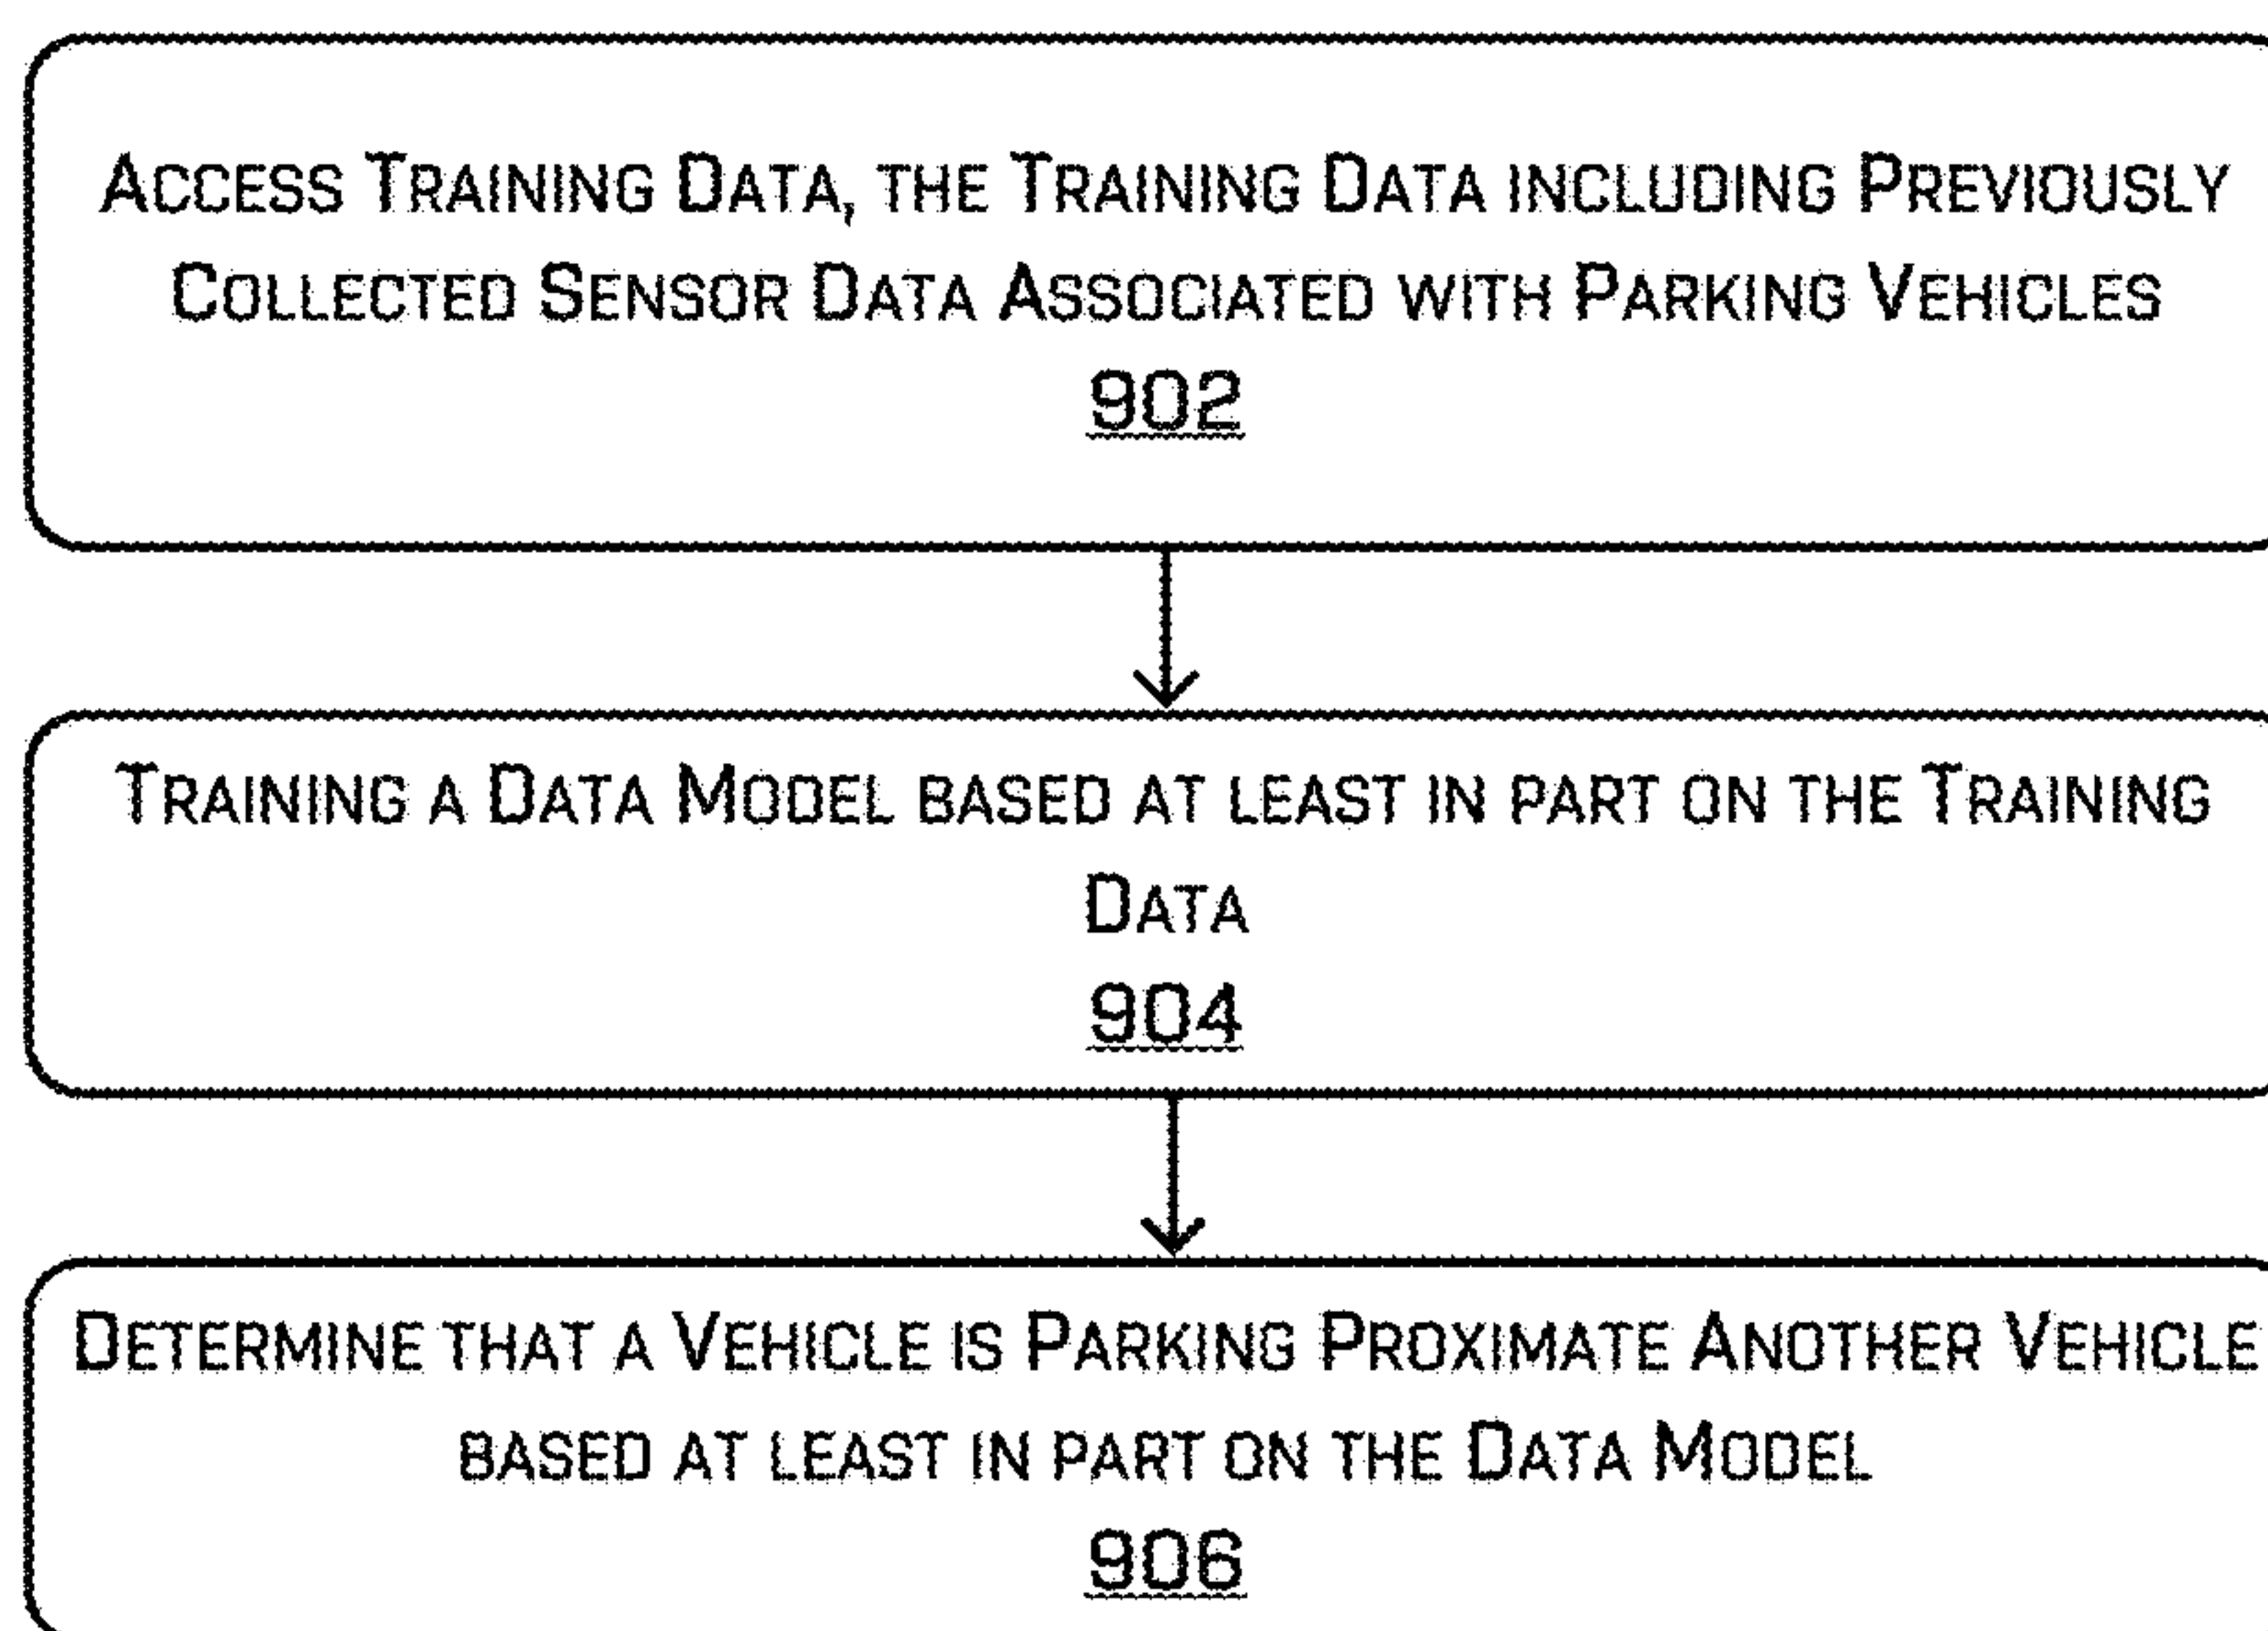 Access Training Data, the Training Data including Previously
Collected Sensor Data Associated with Parking Vehicles
902
Training a Data Model based at least in part on the Training
Data
904
Determine that a Vehicle is Parking Proximate Another Vehicle
based at least in part on the Data Model
906